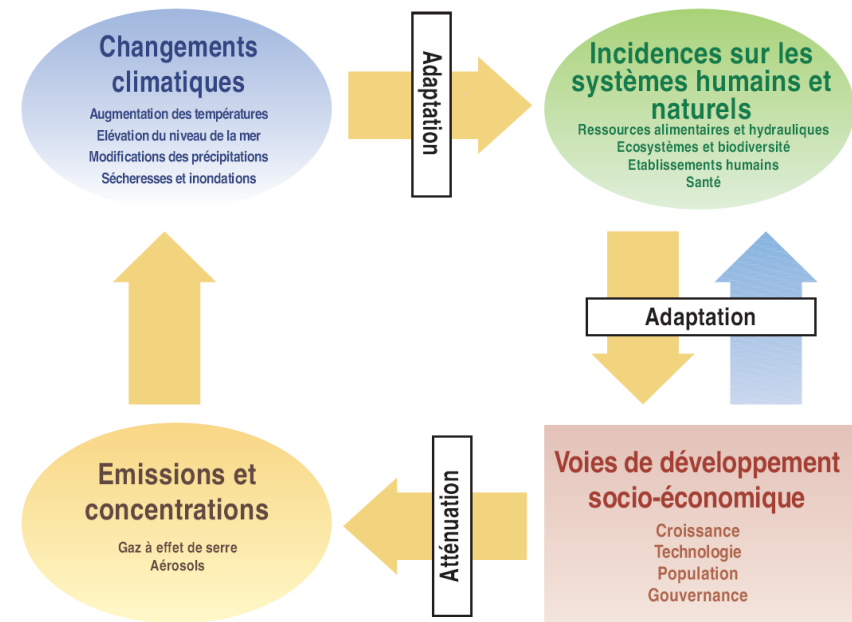 Changements
climatiques
Augmentation des températures
Elévation du niveau de la mer
Modifications des précipitations
Sécheresses et inondations
Adaptation
Incidences sur les
systèmes humains et
naturels
Ressources alimentaires et hydrauliques
Ecosystèmes et biodiversité
Etablissements humains
Santé
Adaptation
Emissions et
concentrations
Gaz à effet de serre
Aérosols
Atténuation
Voies de développement
socio-économique
Croissance
Technologie
Population
Gouvernance